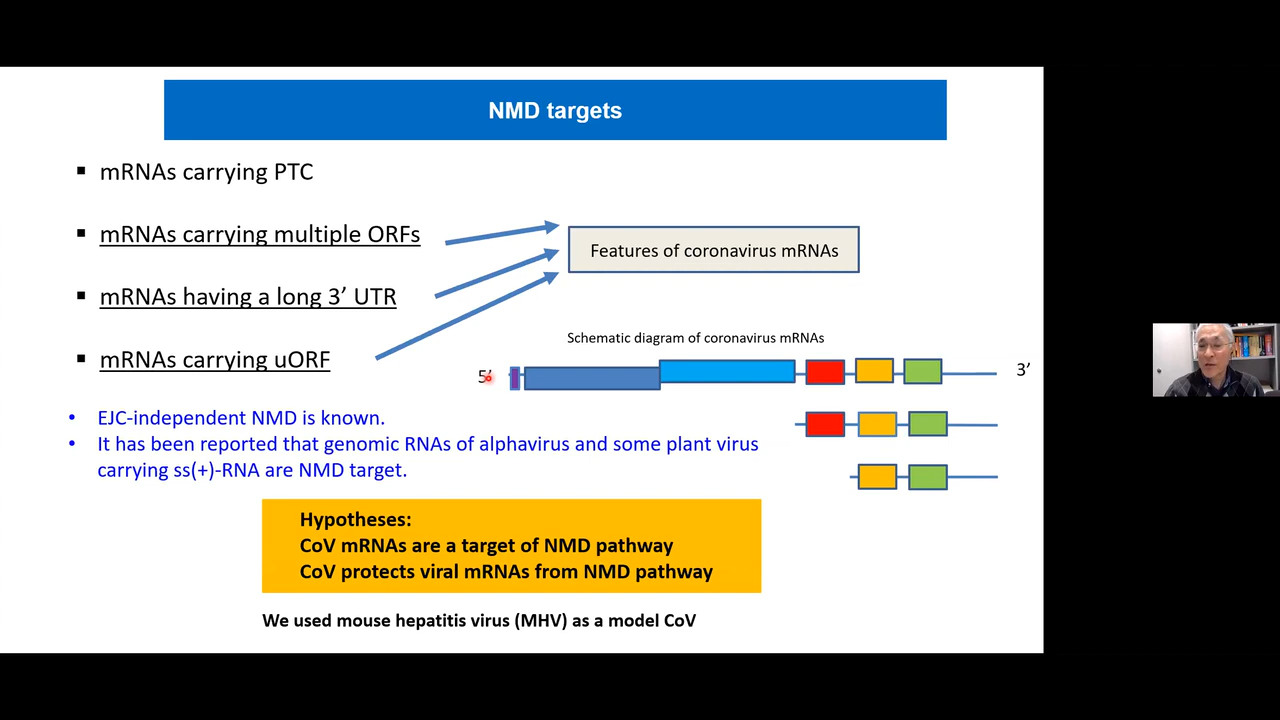 NMD targets
▪ mRNAs carrying PTC
▪ mRNAs carrying multiple ORFs
Features of coronavirus mRNAs
▪ mRNAs having a long 3’ UTR
▪ mRNAs carrying uORF
Schematic diagram of coronavirus mRNAs
5’
3’
• EJC-independent NMD is known.
• It has been reported that genomic RNAs of alphavirus and some plant virus
carrying ss(+)-RNA are NMD target.
Hypotheses:
CoV mRNAs are a target of NMD pathway
CoV protects viral mRNAs from NMD pathway
We used mouse hepatitis virus (MHV) as a model CoV